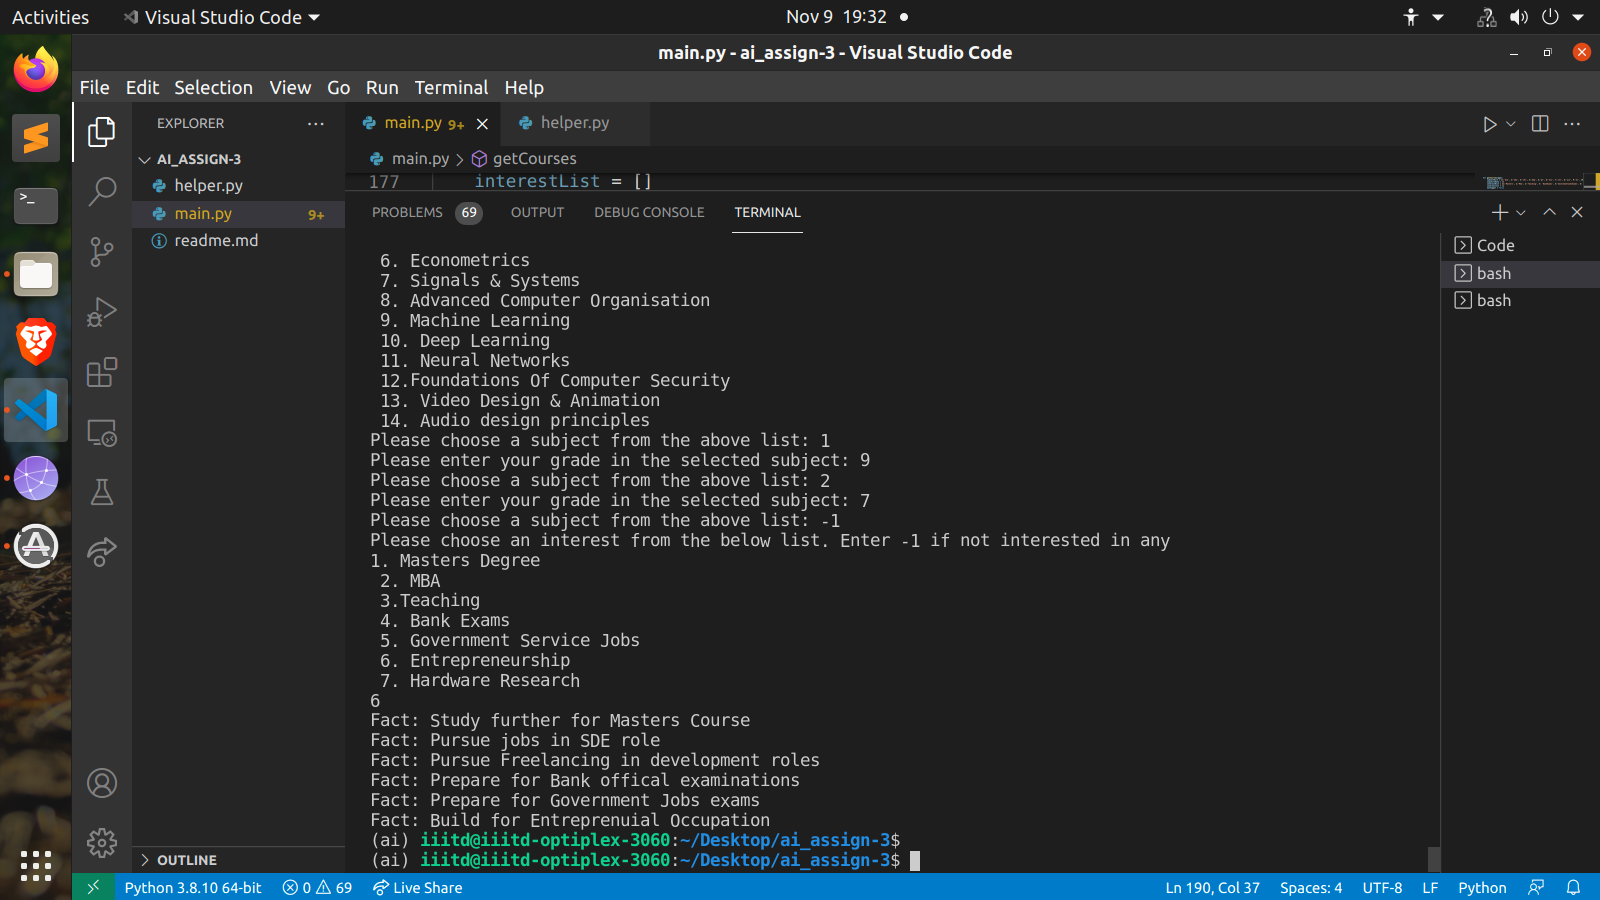 Activities
Visual Studio Code
Nov 9 19:32
main.py - ai_assign-3 - Visual Studio Code
File Edit Selection View Go Run Terminal Help
EXPLORER
main.py 9+
helper.py
AI_ASSIGN-3
helper.py
main.py 9+
readme.md
OUTLINE
main.py > getCourses
177 interestList = []
PROBLEMS 69 OUTPUT DEBUG CONSOLE TERMINAL
Code
bash
bash
6. Econometrics
7. Signals & Systems
8. Advanced Computer Organisation
9. Machine Learning
10. Deep Learning
11. Neural Networks
12.Foundations Of Computer Security
13. Video Design & Animation
14. Audio design principles
Please choose a subject from the above list: 1
Please enter your grade in the selected subject: 9
Please choose a subject from the above list: 2
Please enter your grade in the selected subject: 7
Please choose a subject from the above list: -1
Please choose an interest from the below list. Enter -1 if not interested in any
1. Masters Degree
2. MBA
3.Teaching
4. Bank Exams
5. Government Service Jobs
6. Entrepreneurship
7. Hardware Research
6
Fact: Study further for Masters Course
Fact: Pursue jobs in SDE role
Fact: Pursue Freelancing in development roles
Fact: Prepare for Bank offical examinations
Fact: Prepare for Government Jobs exams
Fact: Build for Entreprenuial Occupation
(ai) iiitd@iiitd-optiplex-3060:~/Desktop/ai_assign-3$
(ai) iiitd@iiitd-optiplex-3060:~/Desktop/ai_assign-3$
Python 3.8.10 64-bit 0 69 Live Share
Ln 190, Col 37 Spaces: 4 UTF-8 LF Python